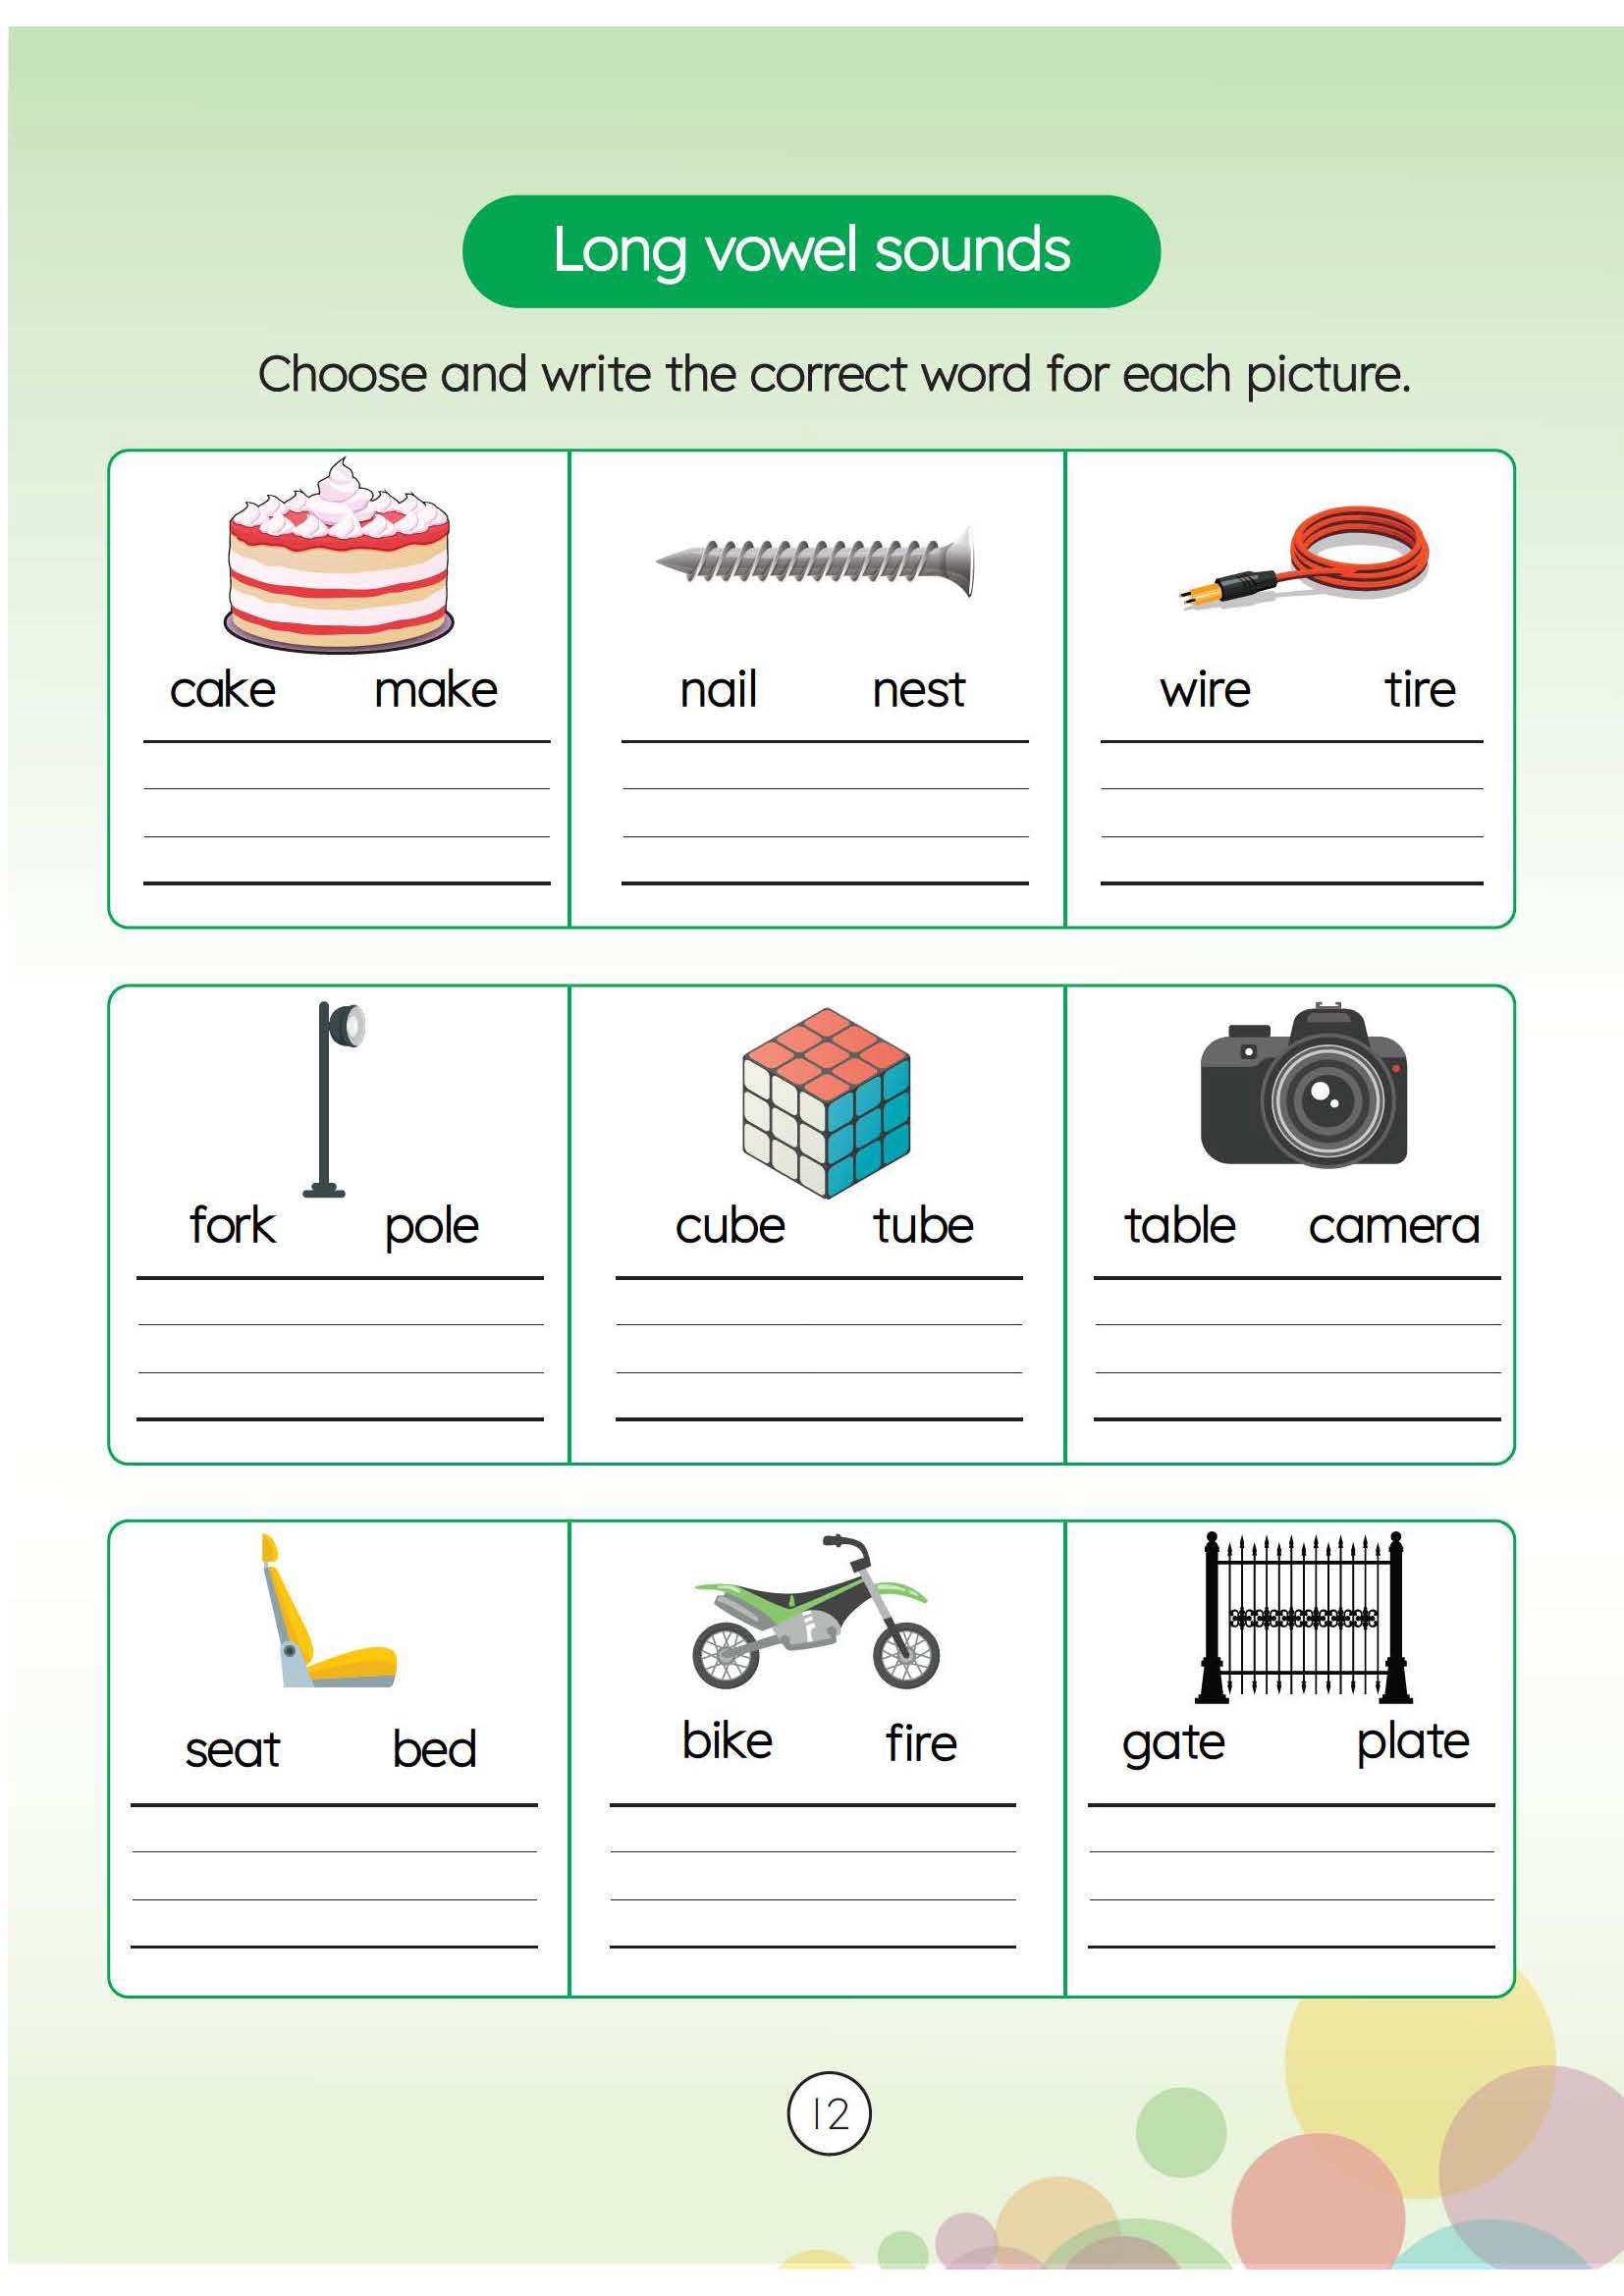 Long vowel sounds
Choose and write the correct word for each picture.
cake make
nail nest
wire tire
fork pole
cube tube
table camera
seat bed
bike fire
gate plate
12